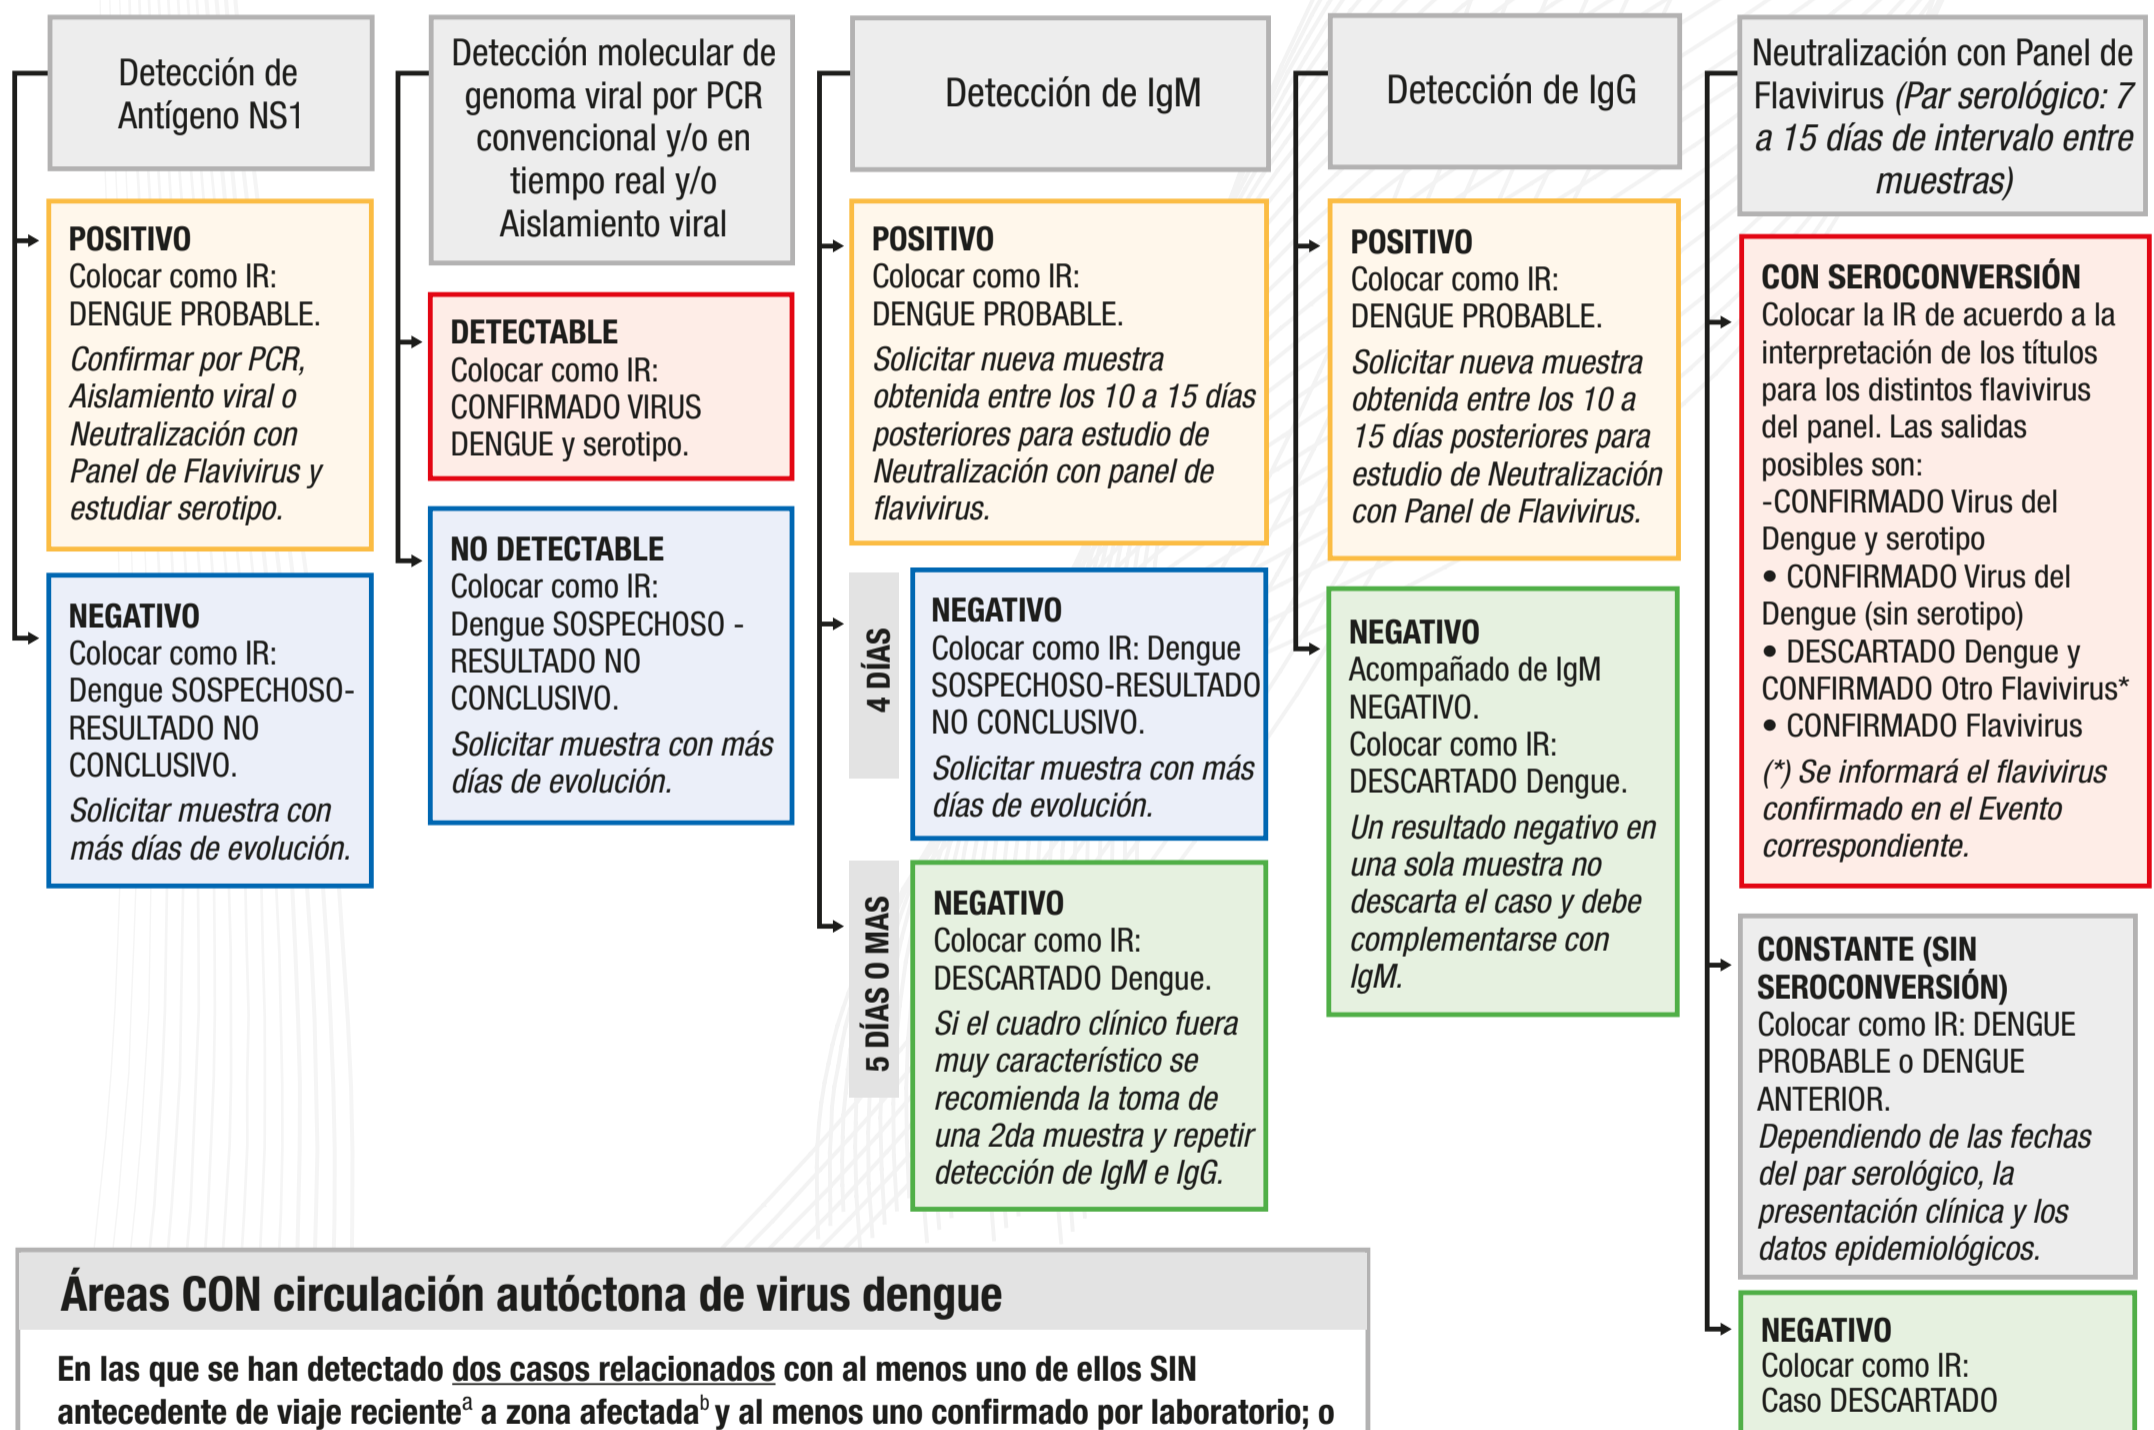 Detección de
Antígeno NS1
POSITIVO
Colocar como IR:
DENGUE PROBABLE.
Confirmar por PCR,
Aislamiento viral o
Neutralización con
Panel de Flavivirus y
estudiar serotipo.
NEGATIVO
Colocar como IR:
Dengue SOSPECHOSO-
RESULTADO NO
CONCLUSIVO.
Solicitar muestra con
más días de evolución.
Detección molecular de
genoma viral por PCR
convencional y/o en
tiempo real y/o
Aislamiento viral
DETECTABLE
Colocar como IR:
CONFIRMADO VIRUS
DENGUE y serotipo.
NO DETECTABLE
Colocar como IR:
Dengue SOSPECHOSO -
RESULTADO NO
CONCLUSIVO.
Solicitar muestra con más
días de evolución.
Detección de IgM
POSITIVO
Colocar como IR:
DENGUE PROBABLE.
Solicitar nueva muestra
obtenida entre los 10 a 15 días
posteriores para estudio de
Neutralización con panel de
flavivirus.
4 DÍAS
NEGATIVO
Colocar como IR: Dengue
SOSPECHOSO-RESULTADO
NO CONCLUSIVO.
Solicitar muestra con más
días de evolución.
5 DÍAS O MAS
NEGATIVO
Colocar como IR:
DESCARTADO Dengue.
Si el cuadro clínico fuera
muy característico se
recomienda la toma de
una 2da muestra y repetir
detección de IgM e IgG.
Detección de IgG
POSITIVO
Colocar como IR:
DENGUE PROBABLE.
Solicitar nueva muestra
obtenida entre los 10 a
15 días posteriores para
estudio de Neutralización
con Panel de Flavivirus.
NEGATIVO
Acompañado de IgM
NEGATIVO.
Colocar como IR:
DESCARTADO Dengue.
Un resultado negativo en
una sola muestra no
descarta el caso y debe
complementarse con
IgM.
Neutralización con Panel de
Flavivirus (Par serológico: 7
a 15 días de intervalo entre
muestras)
CON SEROCONVERSIÓN
Colocar la IR de acuerdo a la
interpretación de los títulos
para los distintos flavivirus
del panel. Las salidas
posibles son:
-CONFIRMADO Virus del
Dengue y serotipo
• CONFIRMADO Virus del
Dengue (sin serotipo)
• DESCARTADO Dengue y
CONFIRMADO Otro Flavivirus*
• CONFIRMADO Flavivirus
(*) Se informará el flavivirus
confirmado en el Evento
correspondiente.
CONSTANTE (SIN
SEROCONVERSIÓN)
Colocar como IR: DENGUE
PROBABLE o DENGUE
ANTERIOR.
Dependiendo de las fechas
del par serológico, la
presentación clínica y los
datos epidemiológicos.
NEGATIVO
Colocar como IR:
Caso DESCARTADO
Áreas CON circulación autóctona de virus dengue
En las que se han detectado dos casos relacionados con al menos uno de ellos SIN
antecedente de viaje recienteᵃ a zona afectadaᵇ y al menos uno confirmado por laboratorio; o